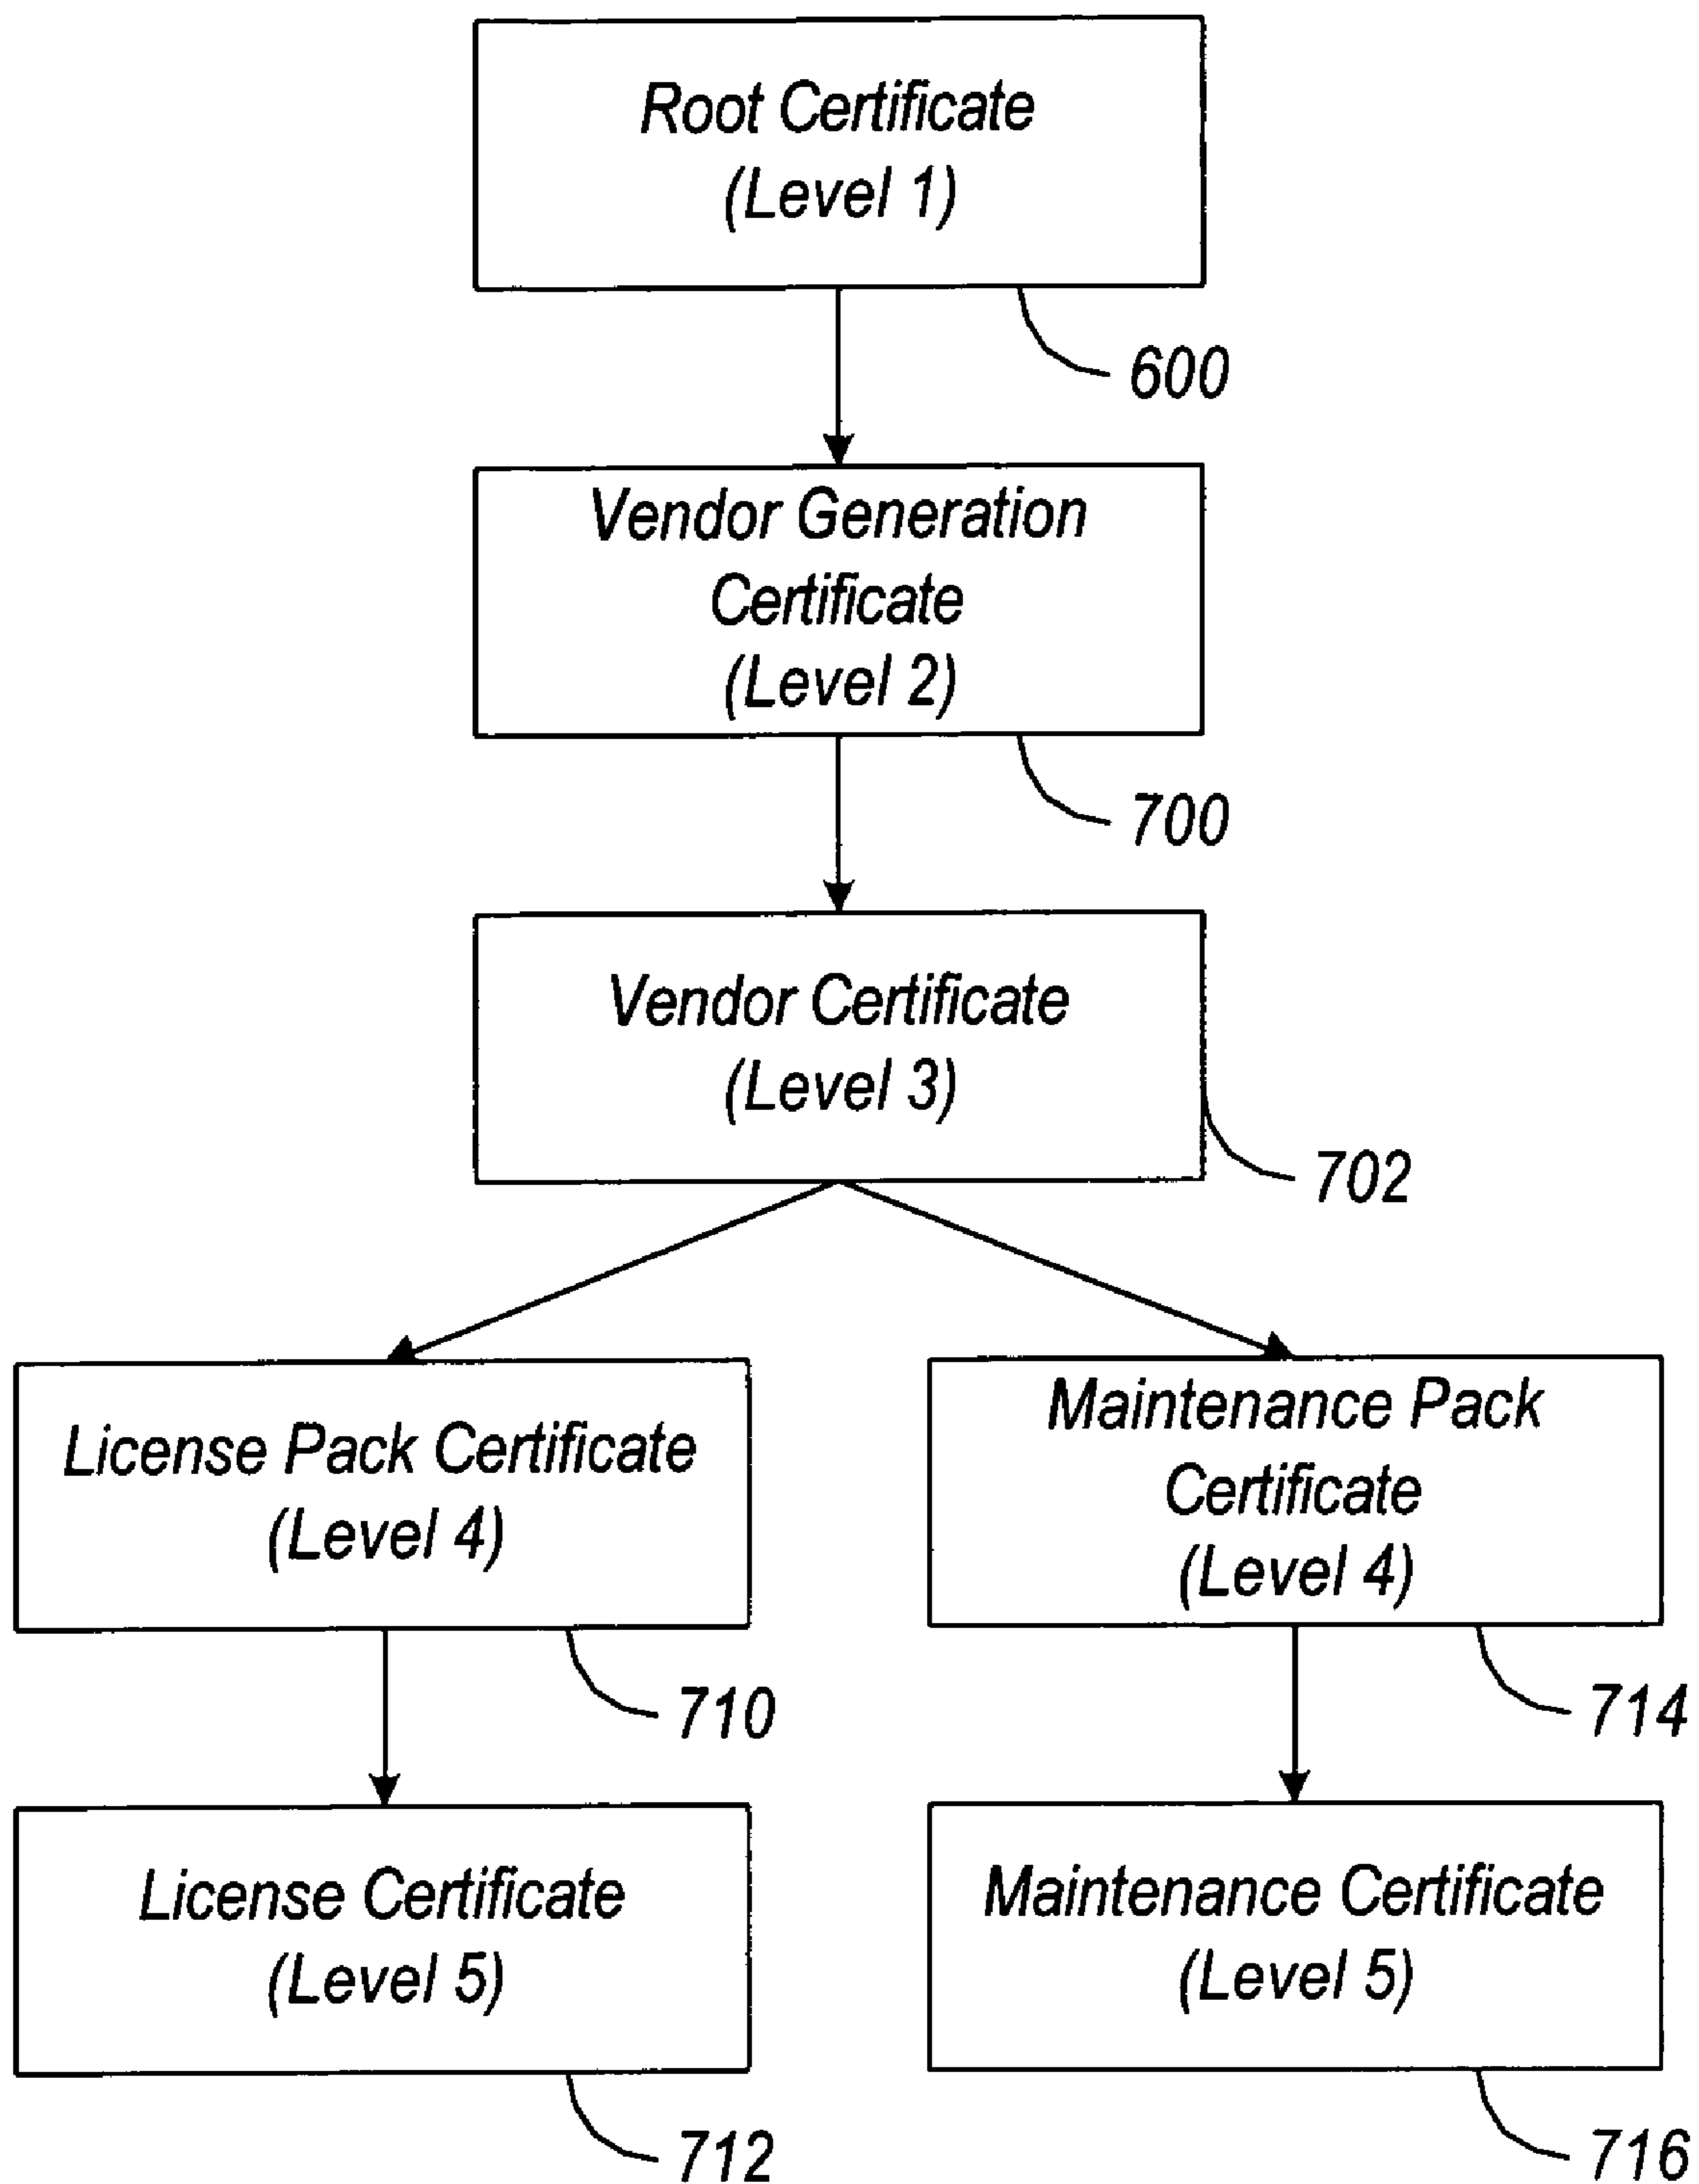 Root Certificate
(Level 1)
600
Vendor Generation
Certificate
(Level 2)
700
Vendor Certificate
(Level 3)
702
License Pack Certificate
(Level 4)
710
Maintenance Pack
Certificate
(Level 4)
714
License Certificate
(Level 5)
712
Maintenance Certificate
(Level 5)
716